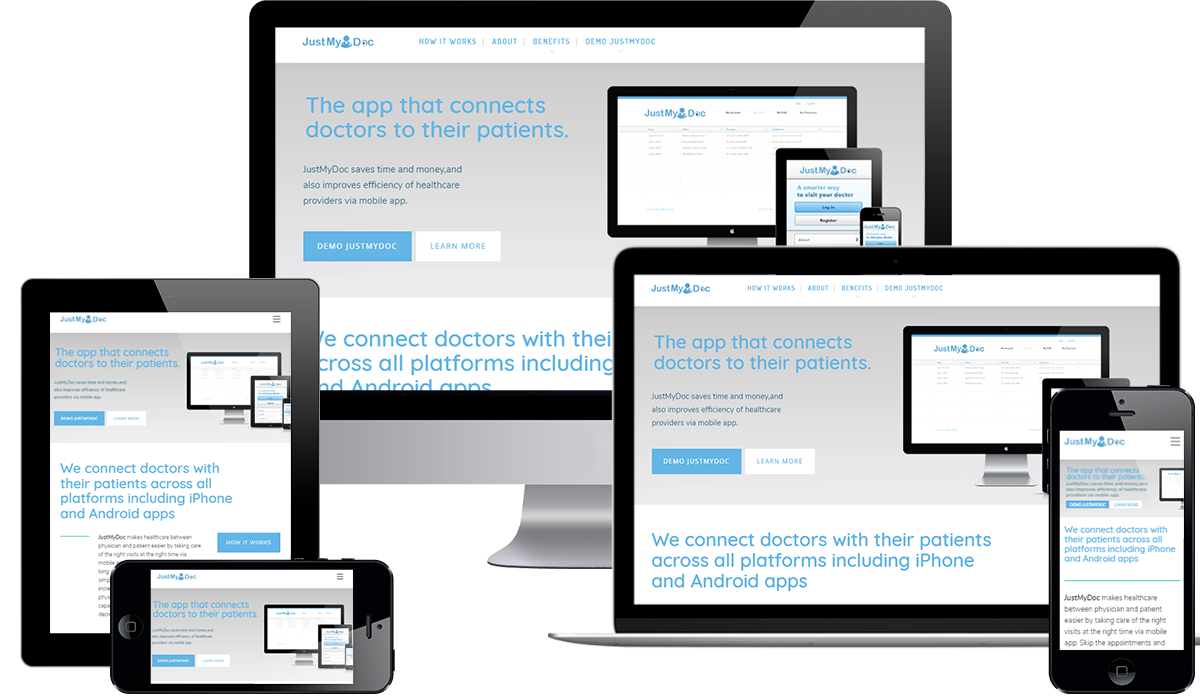 JustMyDoc
HOW IT WORKS | ABOUT | BENEFITS | DEMO JUSTMYDOC
The app that connects
doctors to their patients.
JustMyDoc saves time and money,and
also improves efficiency of healthcare
providers via mobile app.
DEMO JUSTMYDOC
LEARN MORE
JustMyDoc
My Account
My Physicians
JustMyDoc
A smarter way
to visit your doctor
Log In
Register
About
JustMyDoc
We connect doctors with thei
across all platforms including
and Android apps
JustMyDoc
HOW IT WORKS | ABOUT | BENEFITS | DEMO JUSTMYDOC
The app that connects
doctors to their patients.
JustMyDoc saves time and money,and
also improves efficiency of healthcare
providers via mobile app.
DEMO JUSTMYDOC
LEARN MORE
JustMyDoc
We connect doctors with their patients
across all platforms including iPhone
and Android apps
JustMyDoc
The app that connects
doctors to their patients.
JustMyDoc saves time and money,and
also improves efficiency of healthcare
providers via mobile app.
DEMO JUSTMYDOC
LEARN MORE
JustMyDoc
We connect doctors with
their patients across all
platforms including iPhone
and Android apps
JustMyDoc makes healthcare between
physician and patient easier by taking care
of the right visits at the right time via
HOW IT WORKS
JustMyDoc
The app that connects
doctors to their patients.
JustMyDoc saves time and money,and
also improves efficiency of healthcare
providers via mobile app.
DEMO JUSTMYDOC
LEARN MORE
JustMyDoc
JustMyDoc
The app that connects
doctors to their patients.
JustMyDoc saves time and money,and
also improves efficiency of healthcare
providers via mobile app.
DEMO JUSTMYDOC
LEARN MORE
We connect doctors with
their patients across all
platforms including iPhone
and Android apps
JustMyDoc makes healthcare
between physician and patient
easier by taking care of the right
visits at the right time via mobile
app. Skip the appointments and